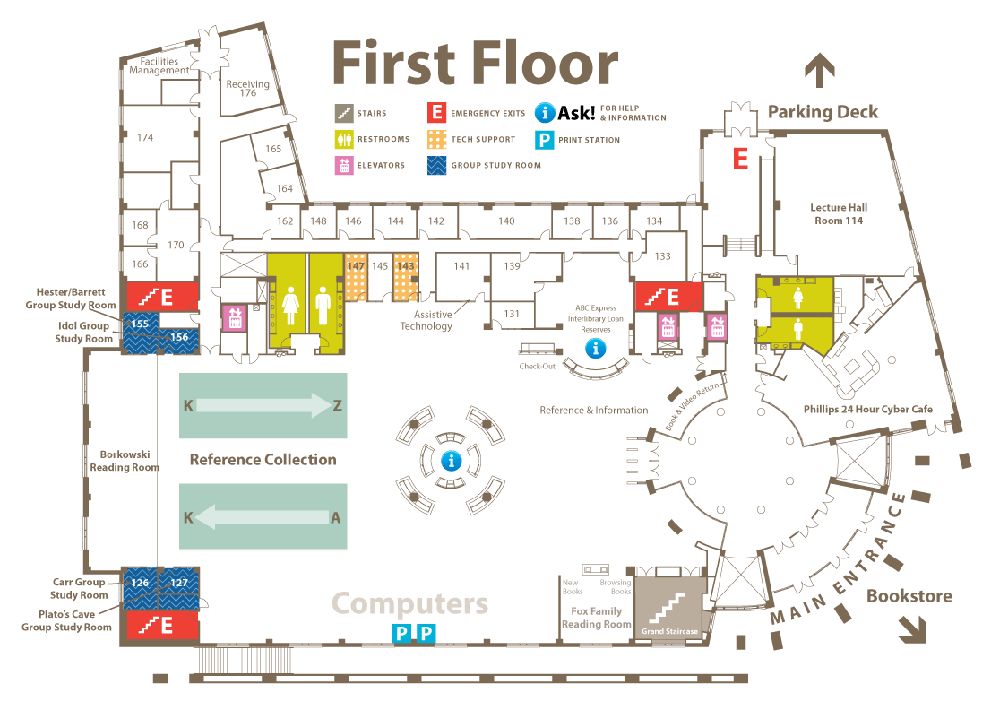 First Floor
STAIRS
RESTROOMS
ELEVATORS
E EMERGENCY EXITS
TECH SUPPORT
GROUP STUDY ROOM
i Ask! FOR HELP
& INFORMATION
P PRINT STATION
Parking Deck
Facilities
Management
Receiving
176
174
165
164
168
170
166
162
148
146
144
142
140
138
136
134
133
E
Lecture Hall
Room 114
147
145
143
141
139
131
Assistive
Technology
ABC Express
Interlibrary Loan
Reserves
i
Check-Out
E
E
Hester/Barrett
Group Study Room
155
Idol Group
Study Room
156
K
Z
Reference Collection
K
A
Borkowski
Reading Room
Reference & Information
i
Book & Video Return
Phillips 24 Hour Cyber Cafe
MAIN ENTRANCE
Bookstore
Carr Group
Study Room
126
127
Plato's Cave
Group Study Room
E
Computers
P
P
New
Books
Browsing
Books
Fox Family
Reading Room
Grand Staircase